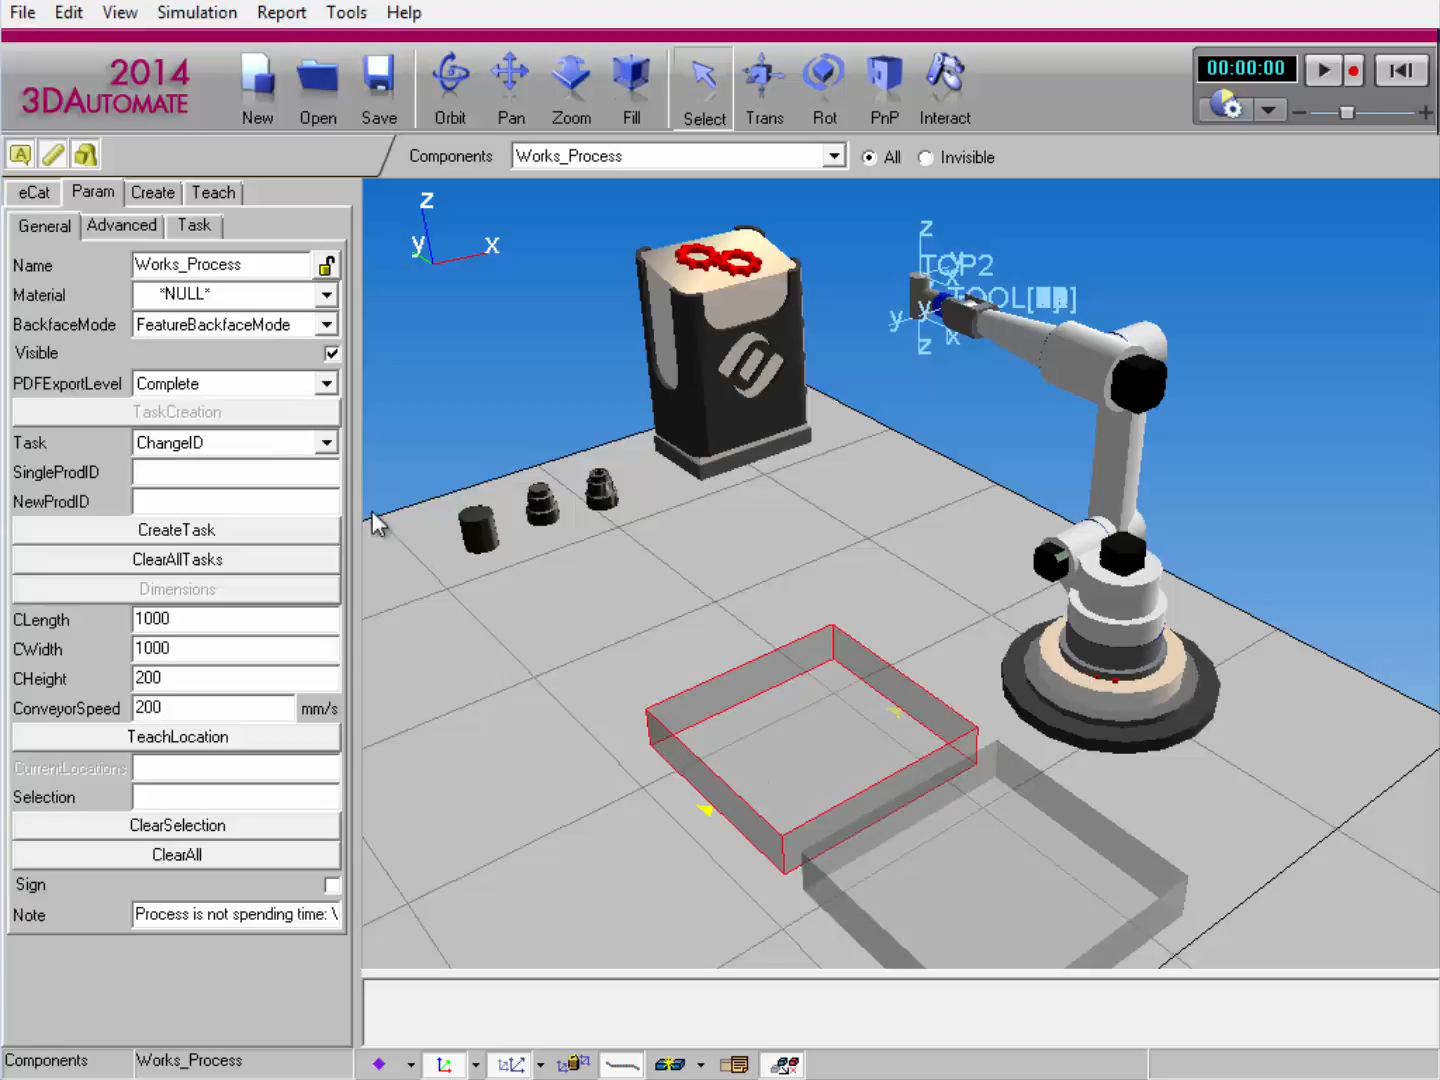 File Edit View Simulation Report Tools Help
2014
3DAUTOMATE
New Open Save Orbit Pan Zoom Fill Select Trans Rot PnP Interact
00:00:00
Components Works_Process All Invisible
eCat Param Create Teach
General Advanced Task
Name Works_Process
Material *NULL*
BackfaceMode FeatureBackfaceMode
Visible
PDFExportLevel Complete
TaskCreation
Task ChangeID
SingleProdID
NewProdID
CreateTask
ClearAllTasks
Dimensions
CLength 1000
CWidth 1000
CHeight 200
ConveyorSpeed 200 mm/s
TeachLocation
CurrentLocations
Selection
ClearSelection
ClearAll
Sign
Note Process is not spending time: \
z
y x
z
TCP2
y
z
x
Components Works_Process